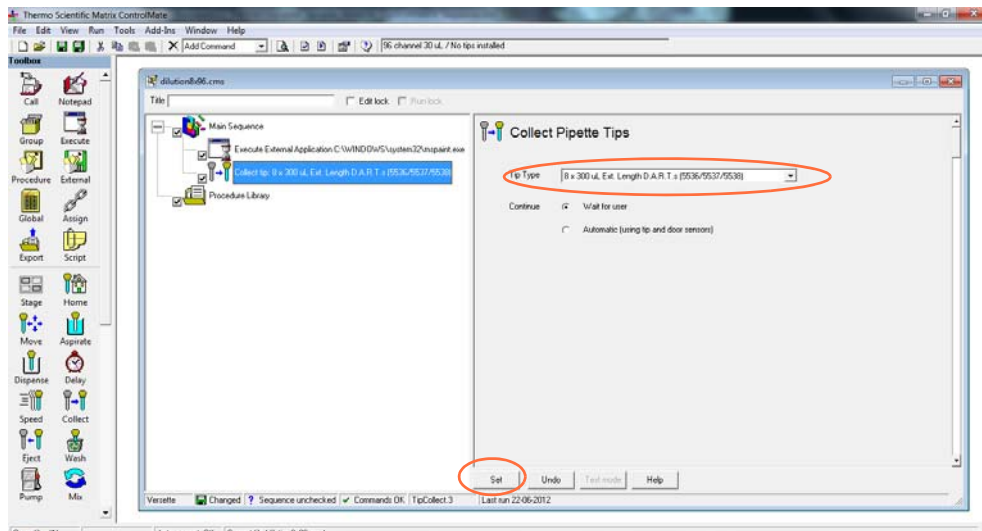 Thermo Scientific Matrix ControlMate
File Edit View Run Tools Add-Ins Window Help
Add Command 96 channel 30 uL / No tips installed
Toolbox
Call Notepad
Group Execute
Procedure External
Global Assign
Export Script
Stage Home
Move Aspirate
Dispense Delay
Speed Collect
Eject Wash
Pump Mix
dilution8x96.cms
Title Edit lock Run lock
Main Sequence
Execute External Application C:\WINDOWS\system32\mspaint.exe
Collect tip: 8 x 300 uL, Ext. Length D.A.R.T.s (5536/5537/5538)
Procedure Library
Collect Pipette Tips
Tip Type 8 x 300 uL, Ext. Length D.A.R.T.s (5536/5537/5538)
Continue Wait for user
Automatic (using tip and door sensors)
Set Undo Test mode Help
Versette Changed ? Sequence unchecked Commands OK TipCollect.3 Last run 22-06-2012